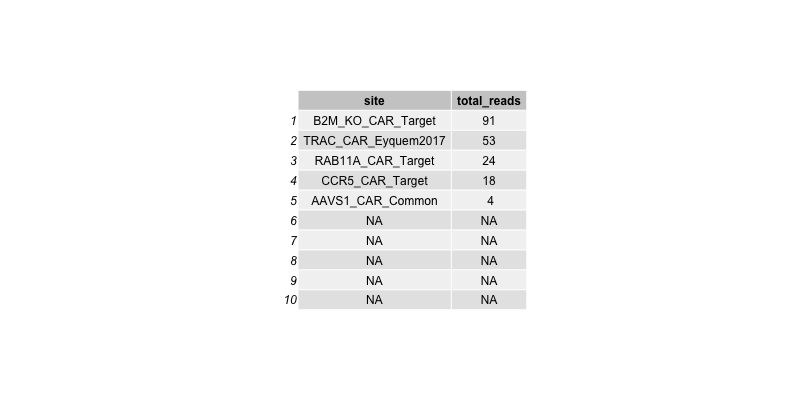 site total_reads
1 B2M_KO_CAR_Target 91
2 TRAC_CAR_Eyquem2017 53
3 RAB11A_CAR_Target 24
4 CCR5_CAR_Target 18
5 AAVS1_CAR_Common 4
6 NA NA
7 NA NA
8 NA NA
9 NA NA
10 NA NA